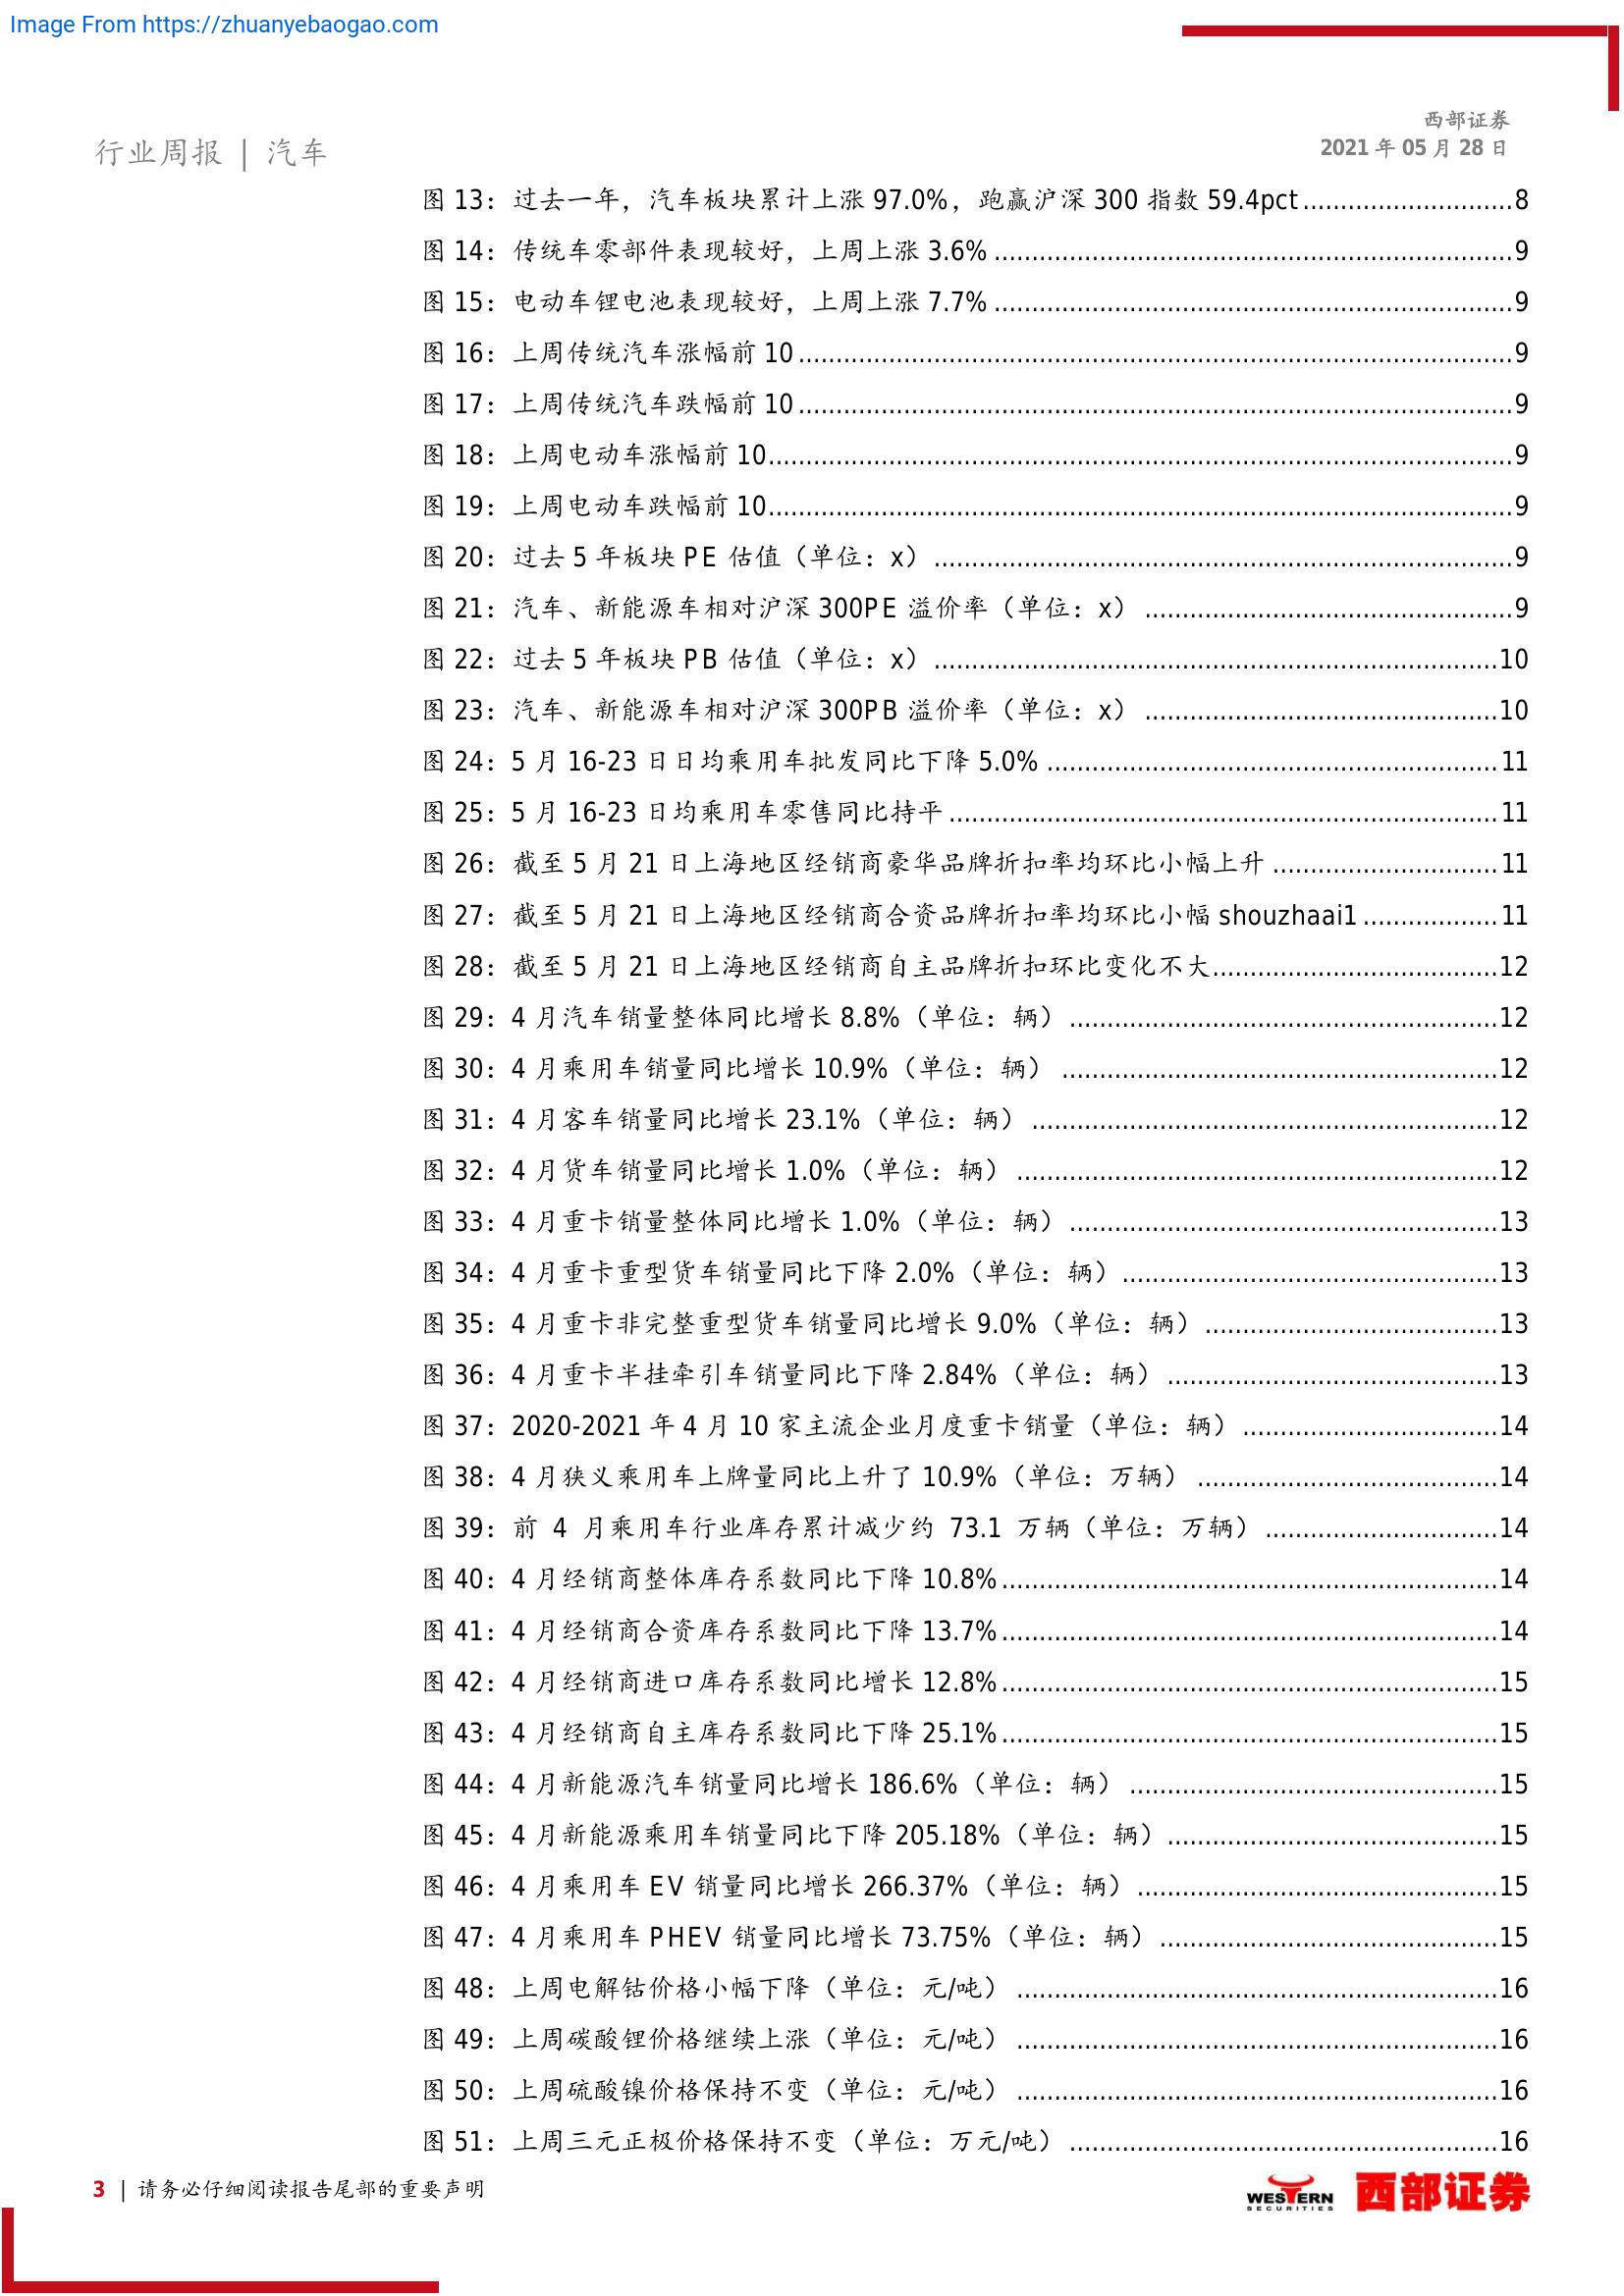 Image From https://zhuanyebaogao.com
西部证券
行业周报 | 汽车
2021 年 05 月 28 日
图 13：过去一年，汽车板块累计上涨 97.0%，跑赢沪深 300 指数 59.4pct............................8
图 14：传统车零部件表现较好，上周上涨 3.6%.....................................................................9
图 15：电动车锂电池表现较好，上周上涨 7.7%.....................................................................9
图 16：上周传统汽车涨幅前 10...............................................................................................9
图 17：上周传统汽车跌幅前 10...............................................................................................9
图 18：上周电动车涨幅前 10...................................................................................................9
图 19：上周电动车跌幅前 10...................................................................................................9
图 20：过去 5 年板块 PE 估值（单位：x）.............................................................................9
图 21：汽车、新能源车相对沪深 300PE 溢价率（单位：x）.................................................9
图 22：过去 5 年板块 PB 估值（单位：x）...........................................................................10
图 23：汽车、新能源车相对沪深 300PB 溢价率（单位：x）...............................................10
图 24：5 月 16-23 日日均乘用车批发同比下降 5.0%............................................................11
图 25：5 月 16-23 日均乘用车零售同比持平.........................................................................11
图 26：截至 5 月 21 日上海地区经销商豪华品牌折扣率均环比小幅上升..............................11
图 27：截至 5 月 21 日上海地区经销商合资品牌折扣率均环比小幅 shouzhaai1..................11
图 28：截至 5 月 21 日上海地区经销商自主品牌折扣环比变化不大......................................12
图 29：4 月汽车销量整体同比增长 8.8%（单位：辆）.........................................................12
图 30：4 月乘用车销量同比增长 10.9%（单位：辆）..........................................................12
图 31：4 月客车销量同比增长 23.1%（单位：辆）..............................................................12
图 32：4 月货车销量同比增长 1.0%（单位：辆）................................................................12
图 33：4 月重卡销量整体同比增长 1.0%（单位：辆）.........................................................13
图 34：4 月重卡重型货车销量同比下降 2.0%（单位：辆）..................................................13
图 35：4 月重卡非完整重型货车销量同比增长 9.0%（单位：辆）.......................................13
图 36：4 月重卡半挂牵引车销量同比下降 2.84%（单位：辆）............................................13
图 37：2020-2021 年 4 月 10 家主流企业月度重卡销量（单位：辆）..................................14
图 38：4 月狭义乘用车上牌量同比上升了 10.9%（单位：万辆）........................................14
图 39：前 4 月乘用车行业库存累计减少约 73.1 万辆（单位：万辆）...............................14
图 40：4 月经销商整体库存系数同比下降 10.8%..................................................................14
图 41：4 月经销商合资库存系数同比下降 13.7%..................................................................14
图 42：4 月经销商进口库存系数同比增长 12.8%..................................................................15
图 43：4 月经销商自主库存系数同比下降 25.1%..................................................................15
图 44：4 月新能源汽车销量同比增长 186.6%（单位：辆）.................................................15
图 45：4 月新能源乘用车销量同比下降 205.18%（单位：辆）............................................15
图 46：4 月乘用车 EV 销量同比增长 266.37%（单位：辆）................................................15
图 47：4 月乘用车 PHEV 销量同比增长 73.75%（单位：辆）.............................................15
图 48：上周电解钴价格小幅下降（单位：元/吨）................................................................16
图 49：上周碳酸锂价格继续上涨（单位：元/吨）................................................................16
图 50：上周硫酸镍价格保持不变（单位：元/吨）................................................................16
图 51：上周三元正极价格保持不变（单位：万元/吨）.........................................................16
3 | 请务必仔细阅读报告尾部的重要声明
WESTERN
SECURITIES
西部证券